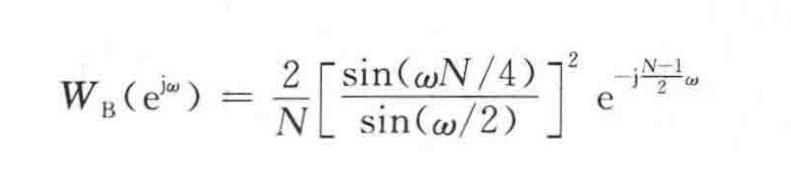 W_B(e^{jω}) = \frac{2}{N}\left[\frac{\sin(ωN/4)}{\sin(ω/2)}\right]^2 e^{-j\frac{N-1}{2}ω}